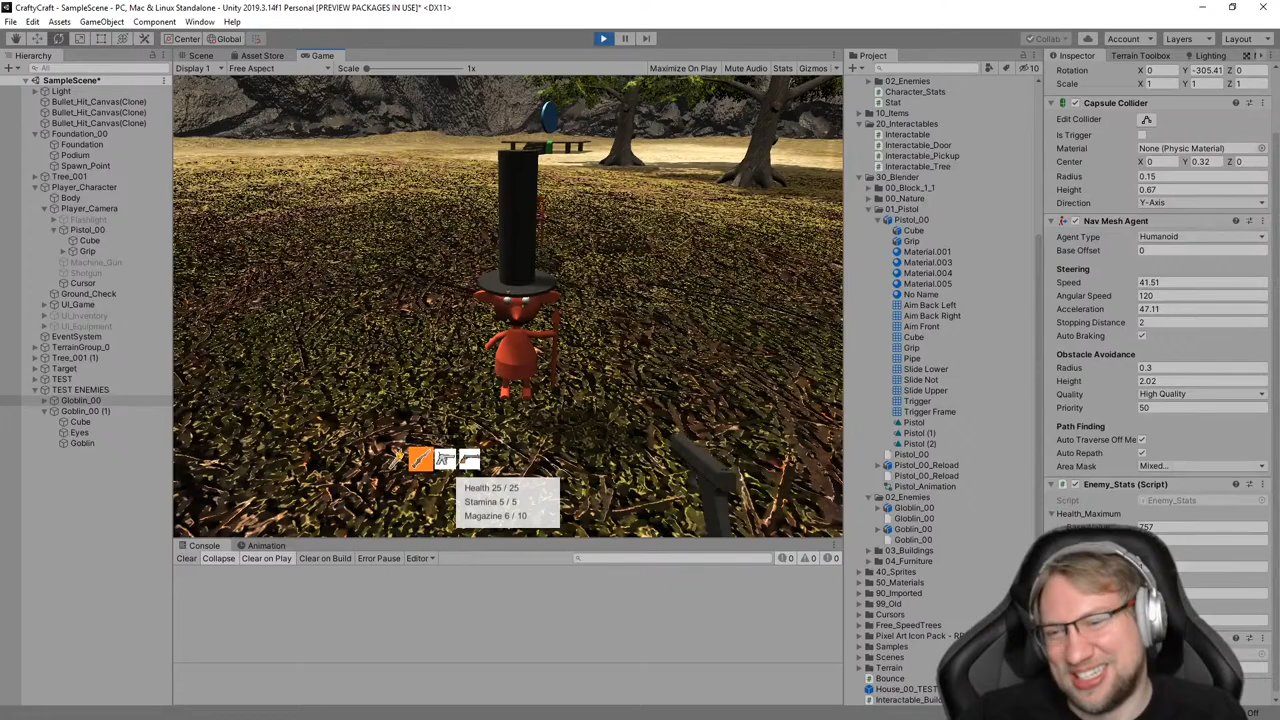 CraftyCraft - SampleScene - PC, Mac & Linux Standalone - Unity 2019.3.14f1 Personal [PREVIEW PACKAGES IN USE]* <DX11>
File Edit Assets GameObject Component Window Help
Center Global Collab Account Layers Layout
Hierarchy
All
SampleScene*
Light
Bullet_Hit_Canvas(Clone)
Bullet_Hit_Canvas(Clone)
Bullet_Hit_Canvas(Clone)
Foundation_00
Foundation
Podium
Spawn_Point
Tree_001
Player_Character
Body
Player_Camera
Flashlight
Pistol_00
Cube
Grip
Machine_Gun
Shotgun
Cursor
Ground_Check
UI_Game
UI_Inventory
UI_Equipment
EventSystem
TerrainGroup_0
Tree_001 (1)
Target
TEST
TEST ENEMIES
Globlin_00
Goblin_00 (1)
Cube
Eyes
Goblin
Scene Asset Store Game
Display 1 Free Aspect Scale 1x Maximize On Play Mute Audio Stats Gizmos
Health 25 / 25
Stamina 5 / 5
Magazine 6 / 10
Console Animation
Clear Collapse Clear on Play Clear on Build Error Pause Editor 0 0 0
Project
10
02_Enemies
Character_Stats
Stat
10_Items
20_Interactables
Interactable
Interactable_Door
Interactable_Pickup
Interactable_Tree
30_Blender
00_Block_1_1
00_Nature
01_Pistol
Pistol_00
Cube
Grip
Material.001
Material.003
Material.004
Material.005
No Name
Aim Back Left
Aim Back Right
Aim Front
Cube
Grip
Pipe
Slide Lower
Slide Not
Slide Upper
Trigger
Trigger Frame
Pistol
Pistol (1)
Pistol (2)
Pistol_00
Pistol_00_Reload
Pistol_00_Reload
Pistol_Animation
02_Enemies
Globlin_00
Globlin_00
Goblin_00
Goblin_00
03_Buildings
04_Furniture
40_Sprites
50_Materials
90_Imported
99_Old
Cursors
Free_SpeedTrees
Pixel Art Icon Pack - RP
Samples
Scenes
Terrain
Bounce
House_00_TEST
Interactable_Buil
Inspector Terrain Toolbox Lighting
Rotation X 0 Y -305.41 Z 0
Scale X 1 Y 1 Z 1
Capsule Collider
Edit Collider
Is Trigger
Material None (Physic Material)
Center X 0 Y 0.32 Z 0
Radius 0.15
Height 0.67
Direction Y-Axis
Nav Mesh Agent
Agent Type Humanoid
Base Offset 0
Steering
Speed 41.51
Angular Speed 120
Acceleration 47.11
Stopping Distance 2
Auto Braking
Obstacle Avoidance
Radius 0.3
Height 2.02
Quality High Quality
Priority 50
Path Finding
Auto Traverse Off Me
Auto Repath
Area Mask Mixed...
Enemy_Stats (Script)
Script Enemy_Stats
Health_Maximum
757
Off